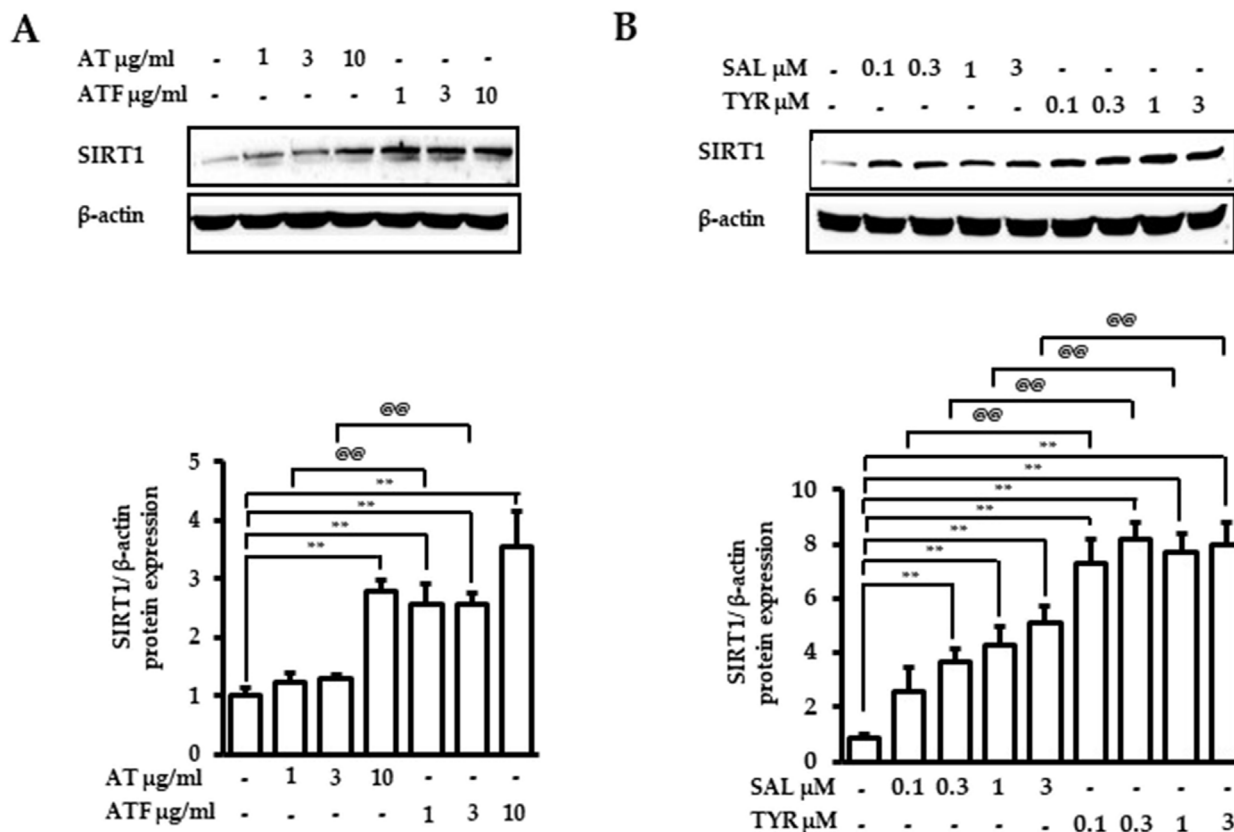 A
AT µg/ml - 1 3 10 - - -
ATF µg/ml - - - - 1 3 10
SIRT1
β-actin
@@
@@
**
**
**
**
5
4
3
2
1
0
SIRT1/ β-actin
protein expression
AT µg/ml - 1 3 10 - - -
ATF µg/ml - - - - 1 3 10
B
SAL µM - 0.1 0.3 1 3 - - - -
TYR µM - - - - - 0.1 0.3 1 3
SIRT1
β-actin
@@
@@
@@
@@
**
**
**
**
**
**
**
10
8
6
4
2
0
SIRT1/ β-actin
protein expression
SAL µM - 0.1 0.3 1 3 - - - -
TYR µM - - - - - 0.1 0.3 1 3